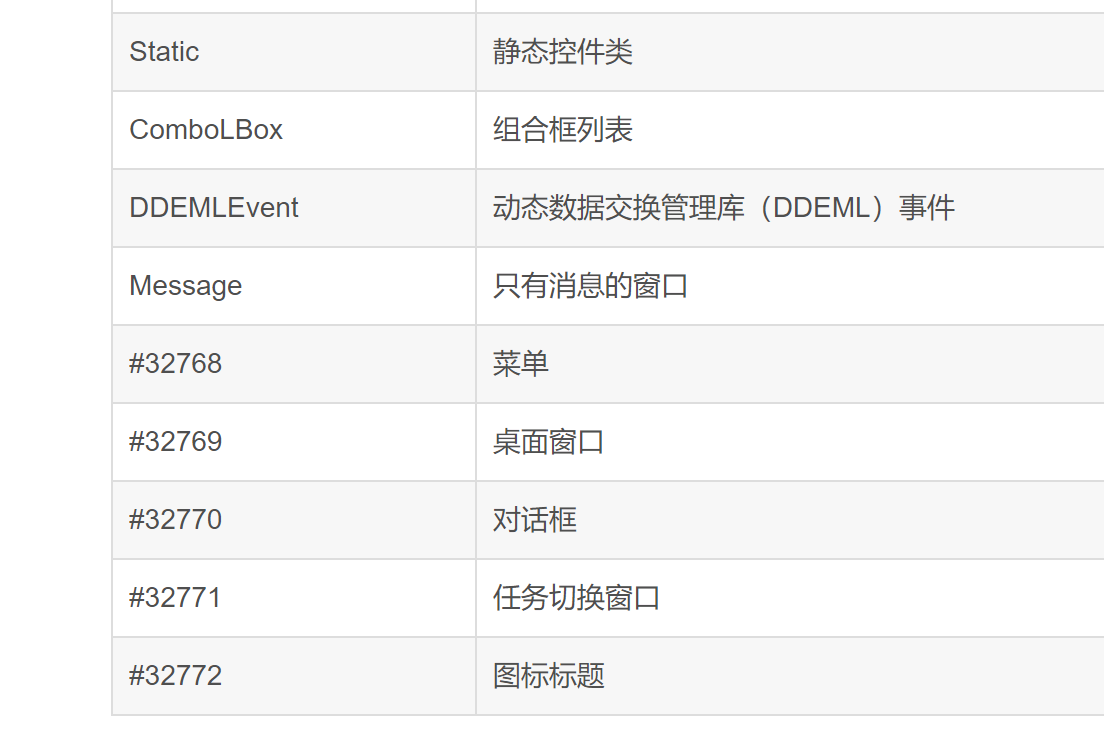 Static 静态控件类
ComboLBox 组合框列表
DDEMLEvent 动态数据交换管理库（DDEML）事件
Message 只有消息的窗口
#32768 菜单
#32769 桌面窗口
#32770 对话框
#32771 任务切换窗口
#32772 图标标题